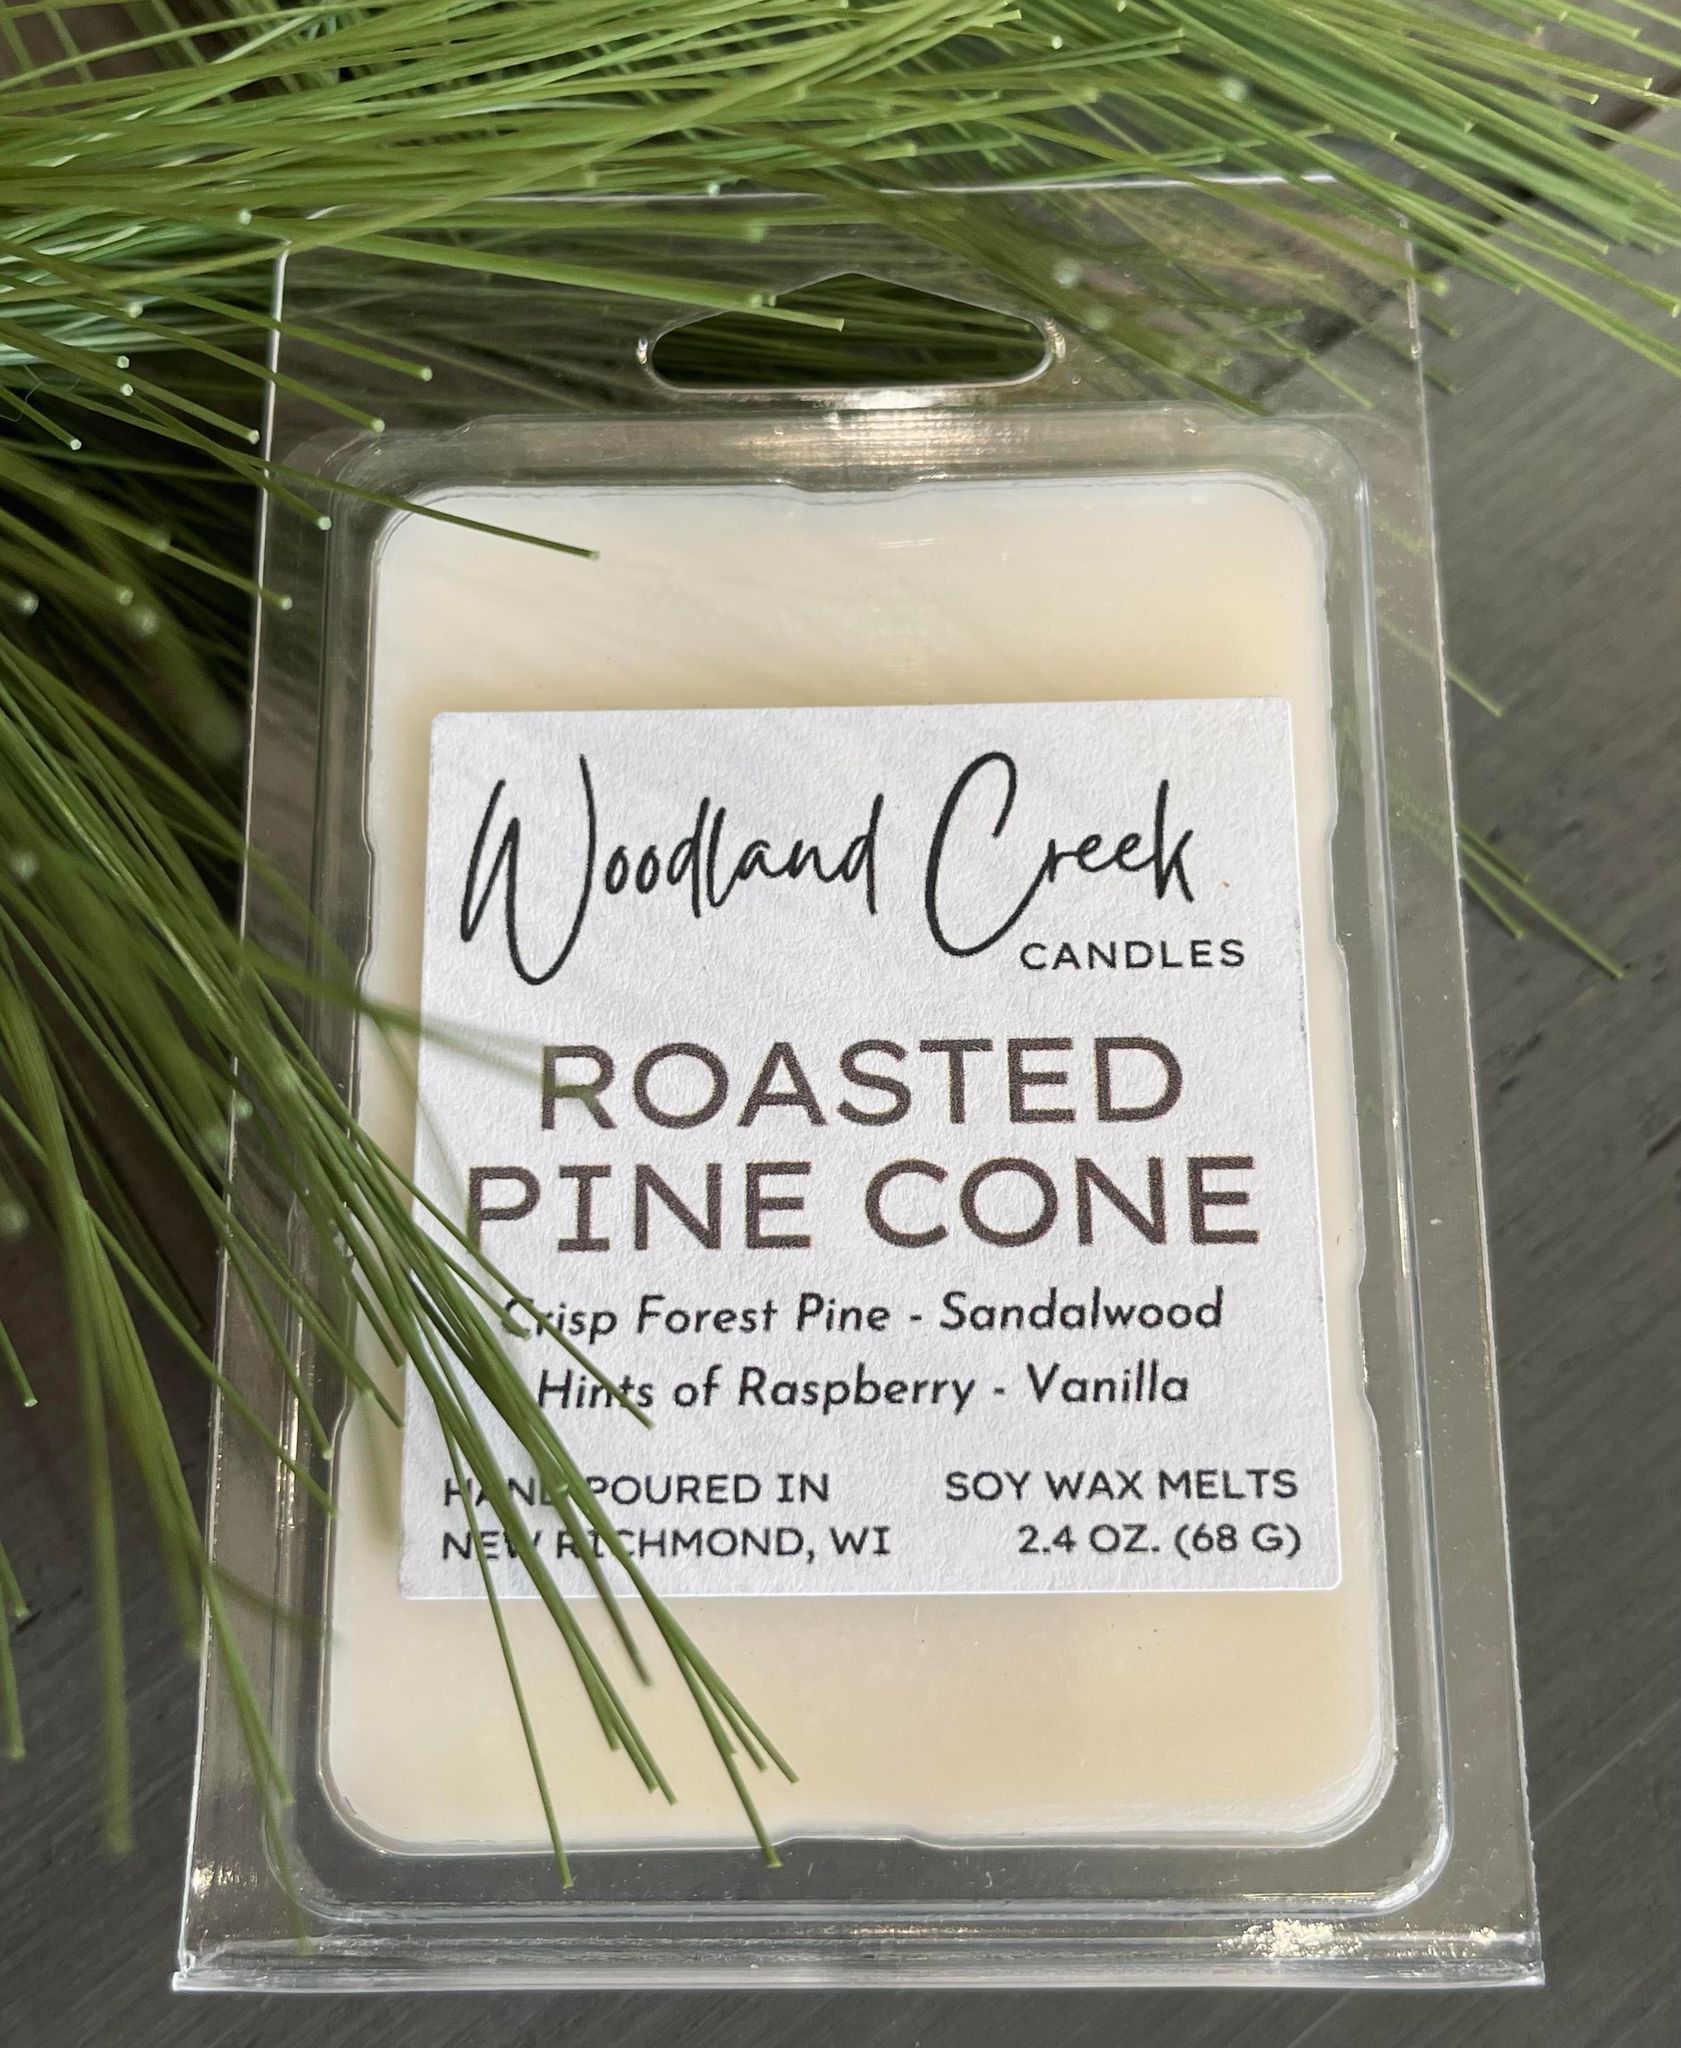 Woodland Creek
CANDLES
ROASTED
PINE CONE
Crisp Forest Pine - Sandalwood
Hints of Raspberry - Vanilla
HAND POURED IN
NEW RICHMOND, WI
SOY WAX MELTS
2.4 OZ. (68 G)